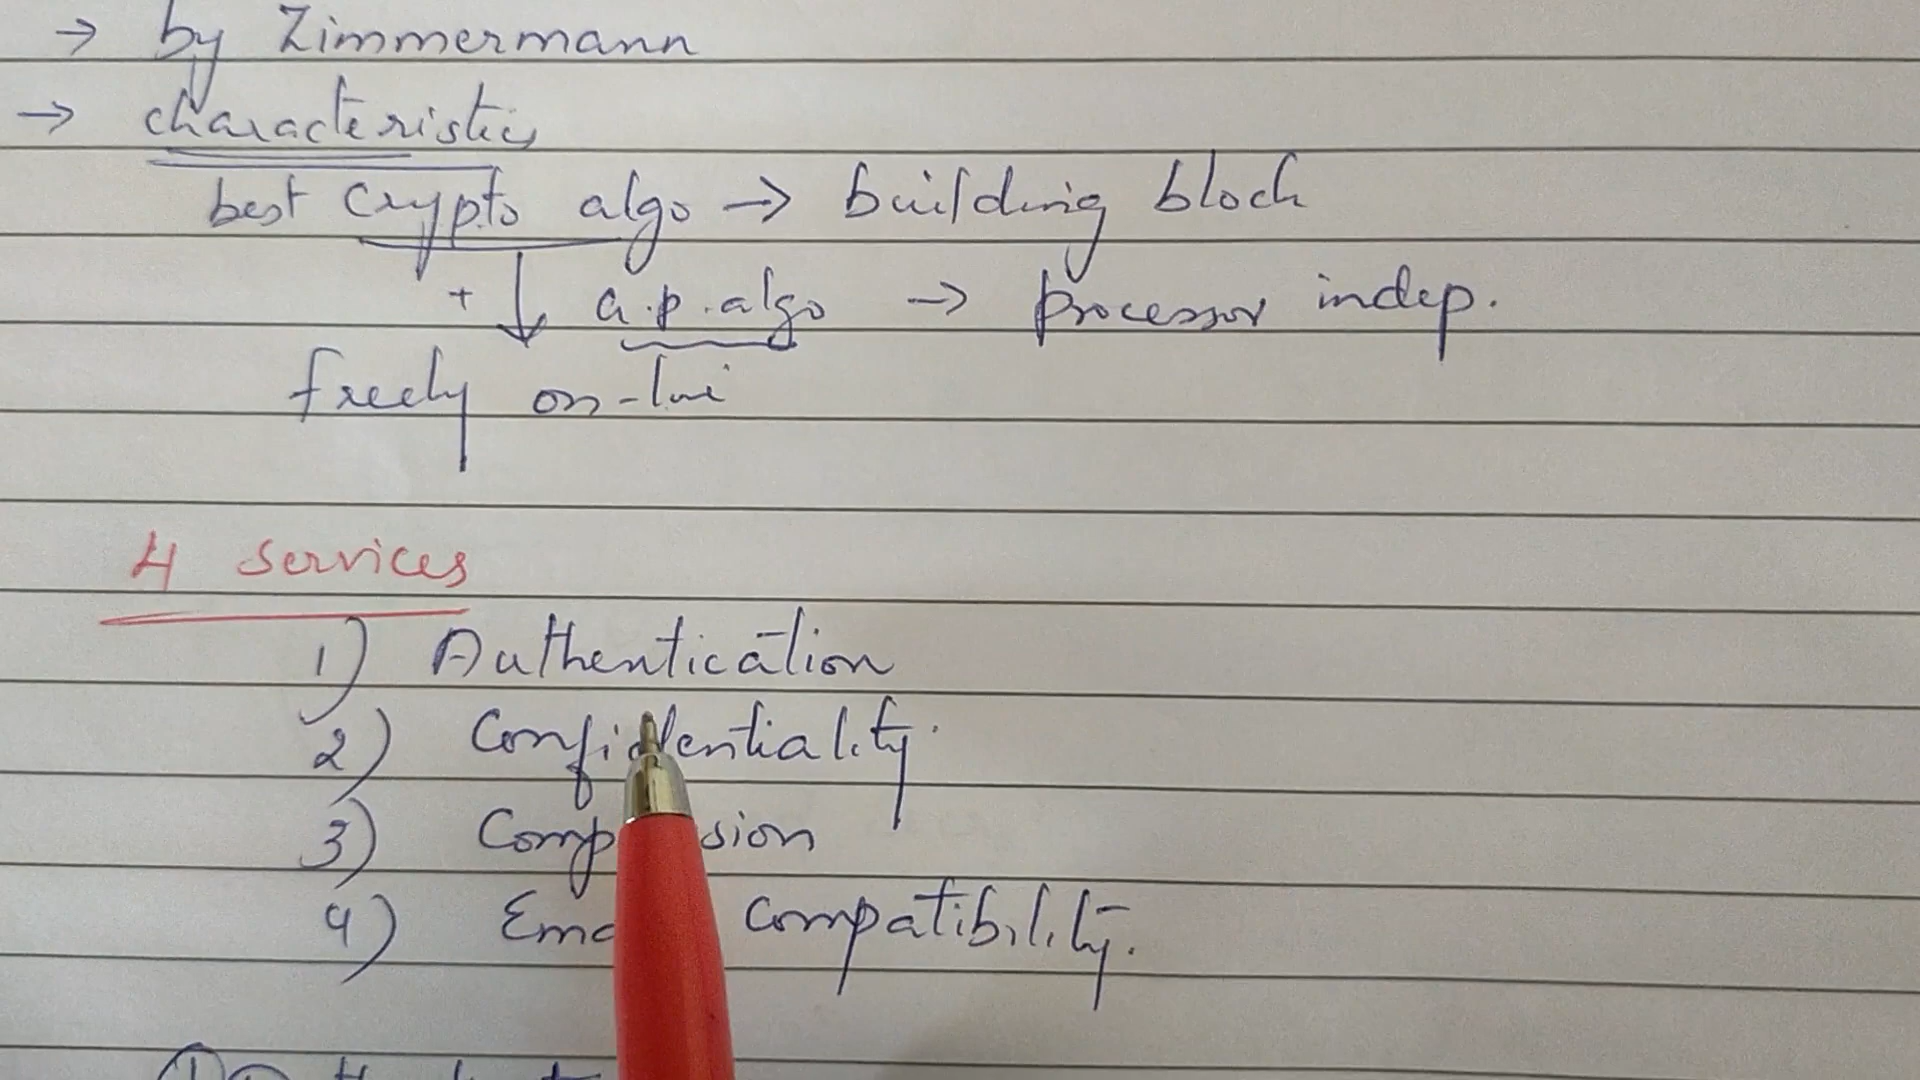 → by Zimmermann
→ characteristics
best crypto algo → building block
+ ↓ a.p.algo → processor indep.
freely on-line
4 services
1) Authentication
2) Confidentiality.
3) Comp sion
4) Ema compatibility.